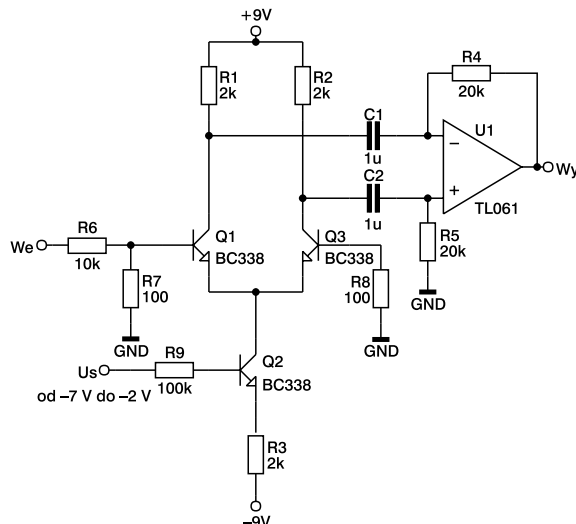 +9V
R1
2k
R2
2k
R4
20k
C1
1u
U1
−
+
TL061
Wy
C2
1u
R5
20k
GND
We
R6
10k
Q1
BC338
Q3
BC338
R7
100
GND
R8
100
GND
Us
od −7 V do −2 V
R9
100k
Q2
BC338
R3
2k
−9V